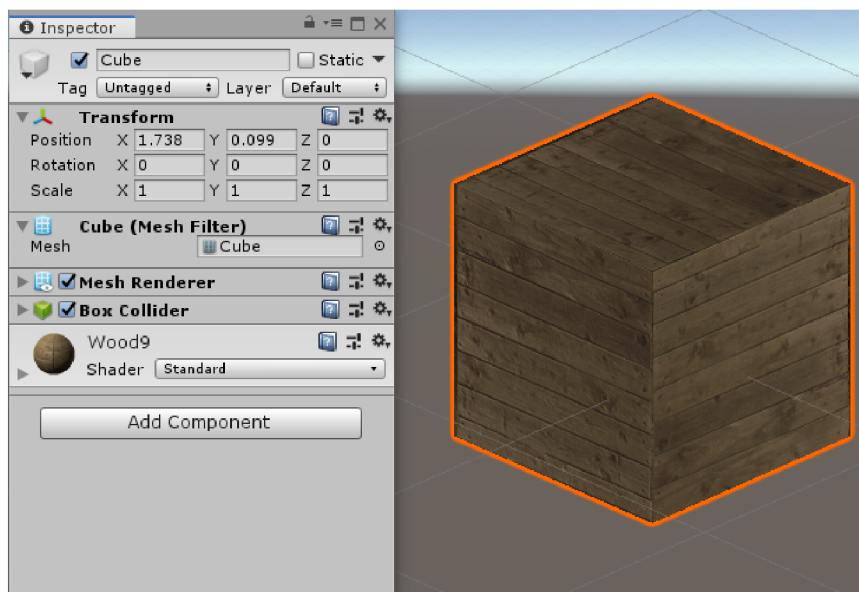 Inspector
Cube Static
Tag Untagged Layer Default
Transform
Position X 1.738 Y 0.099 Z 0
Rotation X 0 Y 0 Z 0
Scale X 1 Y 1 Z 1
Cube (Mesh Filter)
Mesh Cube
Mesh Renderer
Box Collider
Wood9
Shader Standard
Add Component